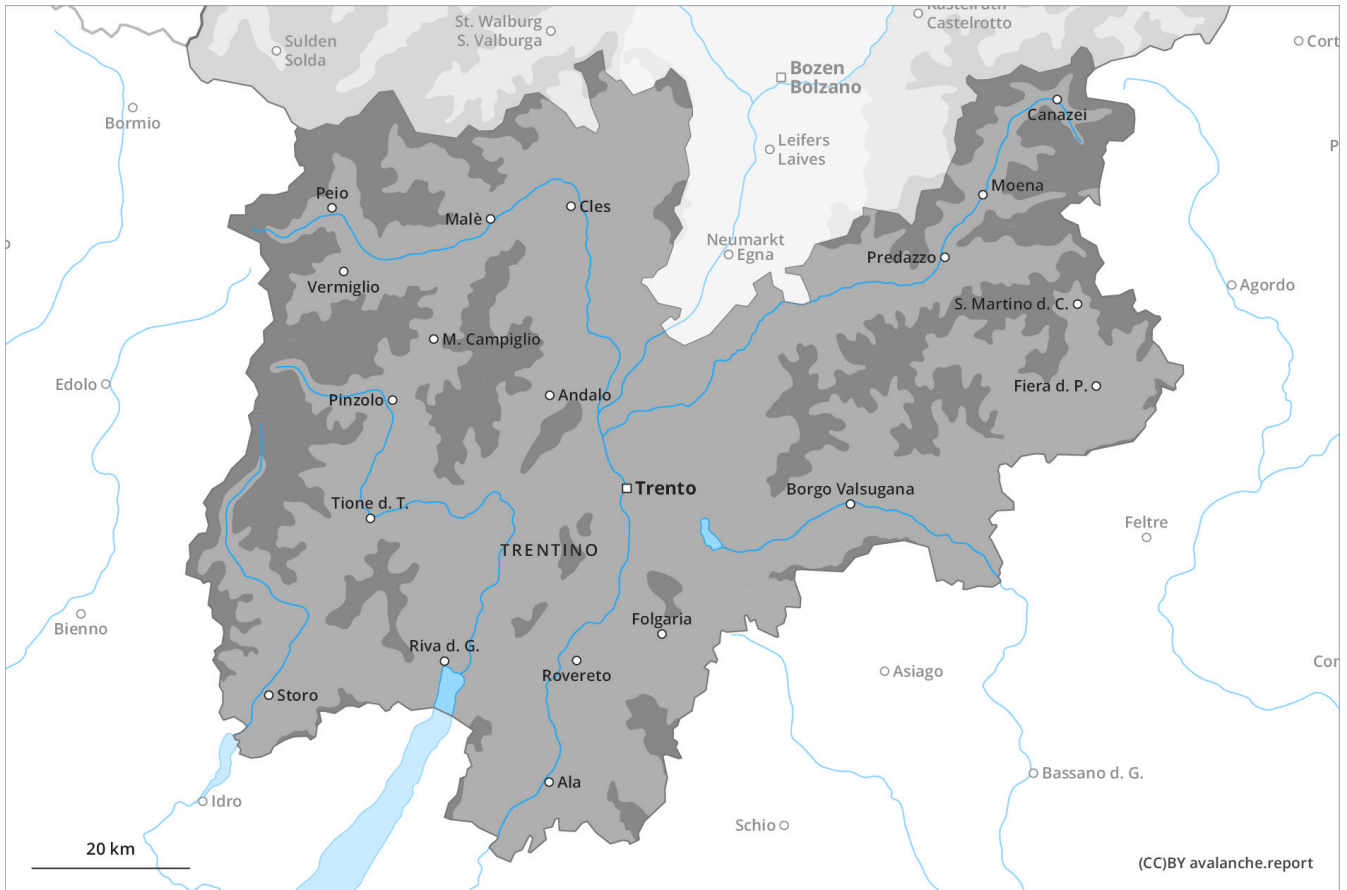 Kastelruth
Castelrotto
St. Walburg
S. Valburga
Sulden
Solda
Cort
Bozen
Bolzano
Bormio
Canazei
Leifers
Laives
P
Moena
Peio
Malè
Cles
Neumarkt
Egna
Predazzo
Vermiglio
Agordo
S. Martino d. C.
M. Campiglio
Edolo
Andalo
Fiera d. P.
Pinzolo
Trento
Borgo Valsugana
Tione d. T.
Feltre
TRENTINO
Bienno
Folgaria
Riva d. G.
Rovereto
Cor
Asiago
Storo
Ala
Bassano d. G.
Idro
Schio
20 km
(CC)BY avalanche.report